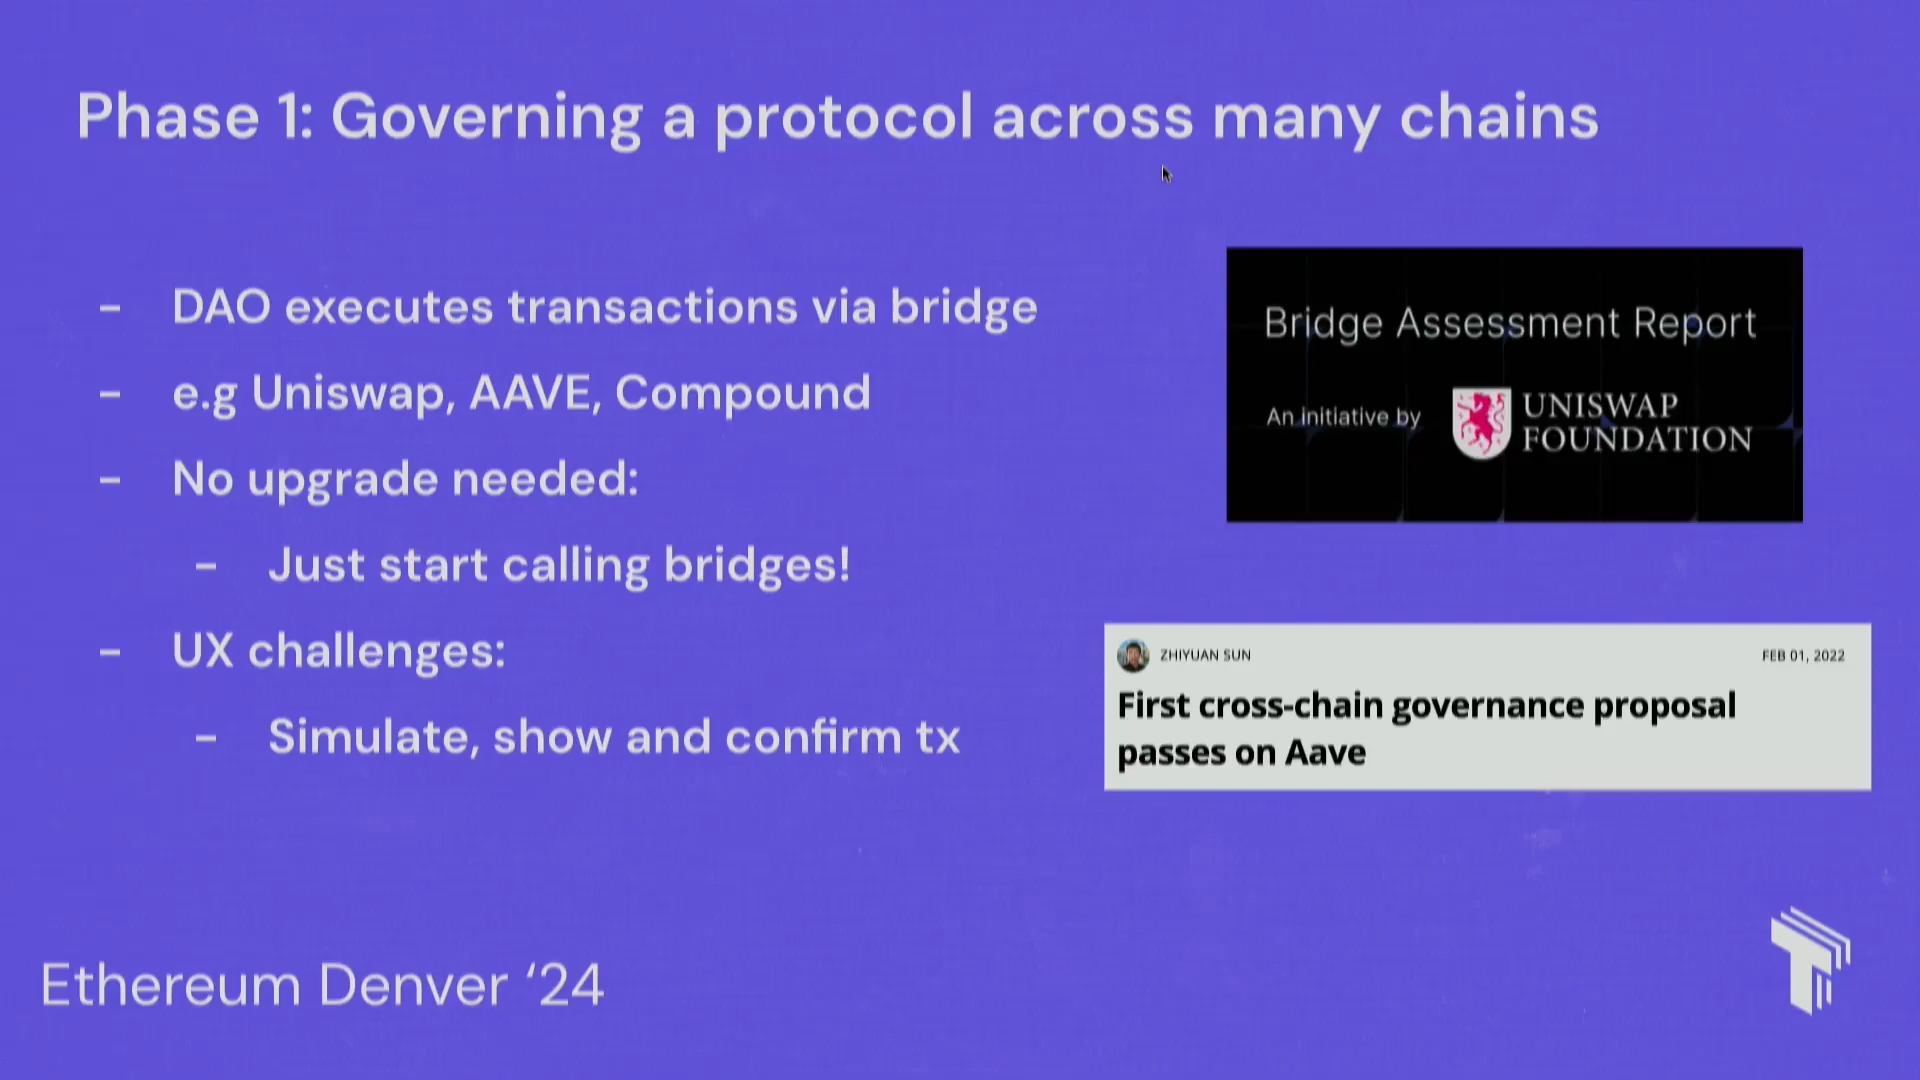 Phase 1: Governing a protocol across many chains
- DAO executes transactions via bridge
- e.g Uniswap, AAVE, Compound
- No upgrade needed:
- Just start calling bridges!
- UX challenges:
- Simulate, show and confirm tx
Bridge Assessment Report
An initiative by
UNISWAP
FOUNDATION
ZHIYUAN SUN
FEB 01, 2022
First cross-chain governance proposal
passes on Aave
Ethereum Denver ‘24